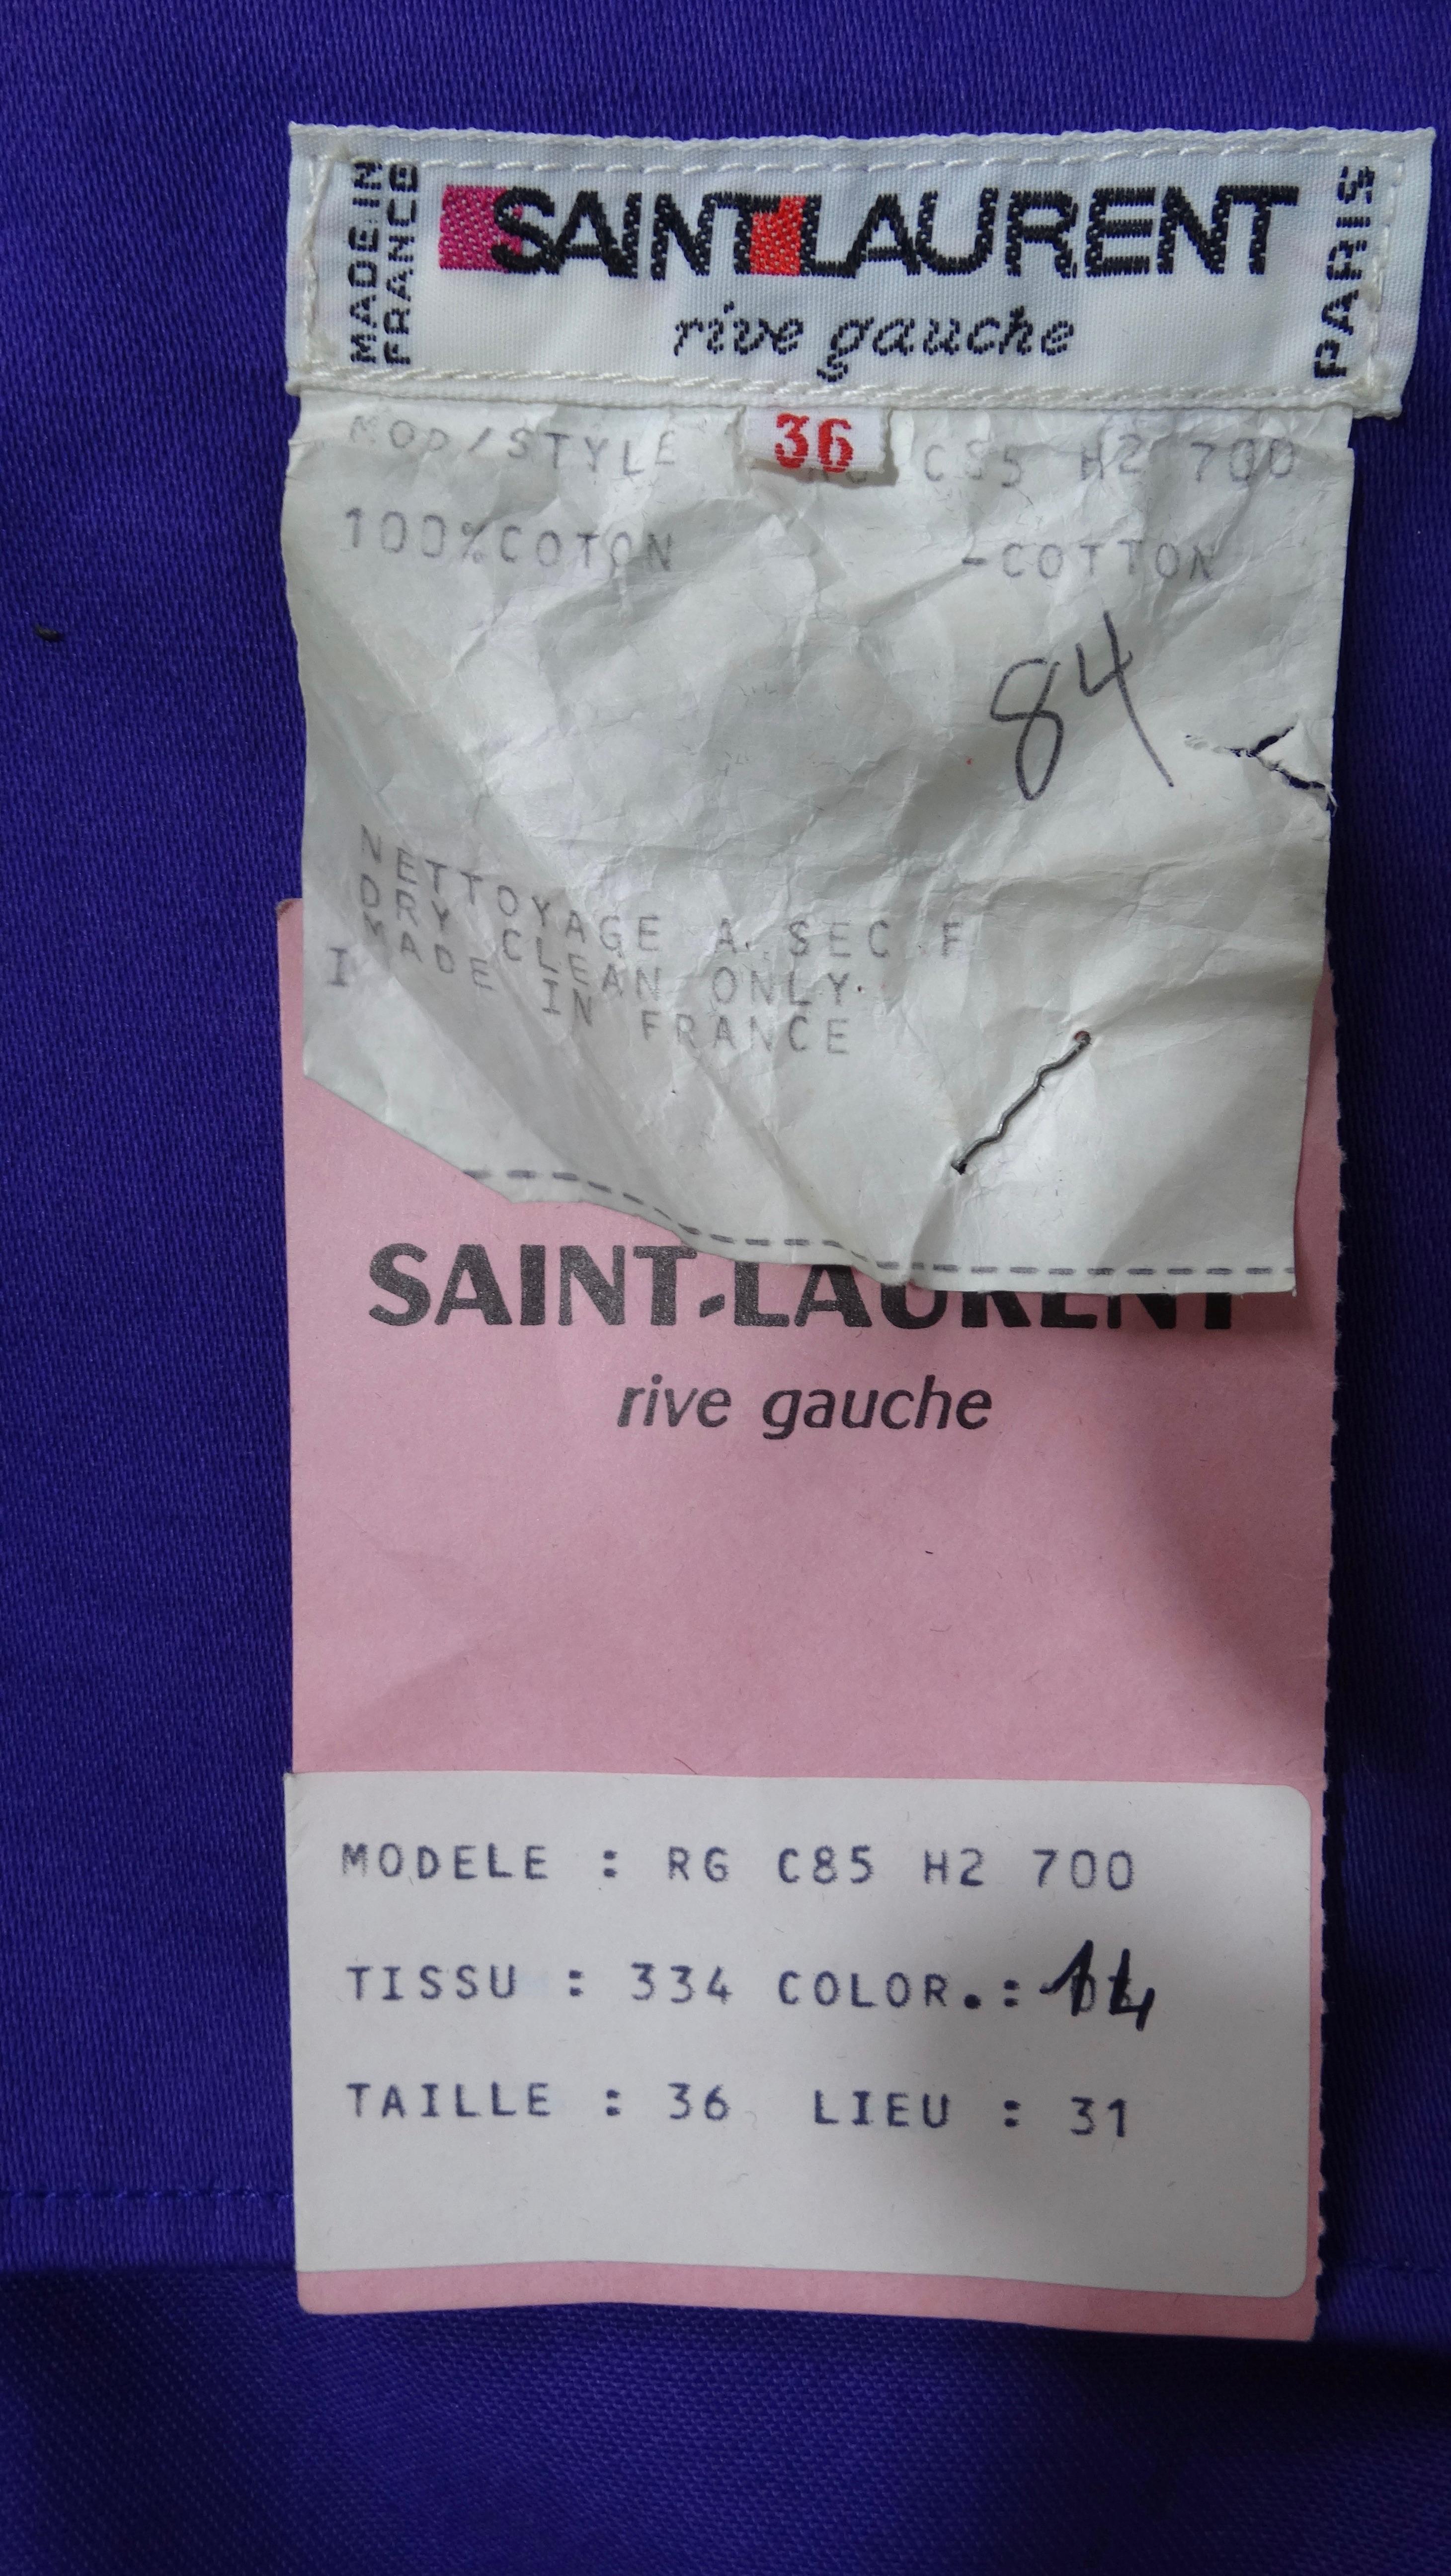 MADE IN
FRANCE
SAINT LAURENT
rive gauche
PARIS
36
MOD/STYLE RG C85 H2 700
100%COTON -COTTON
84
NETTOYAGE A SEC F
DRY CLEAN ONLY
MADE IN FRANCE
I
SAINT-LAURENT
rive gauche
MODELE : RG C85 H2 700
TISSU : 334 COLOR.: 14
TAILLE : 36 LIEU : 31